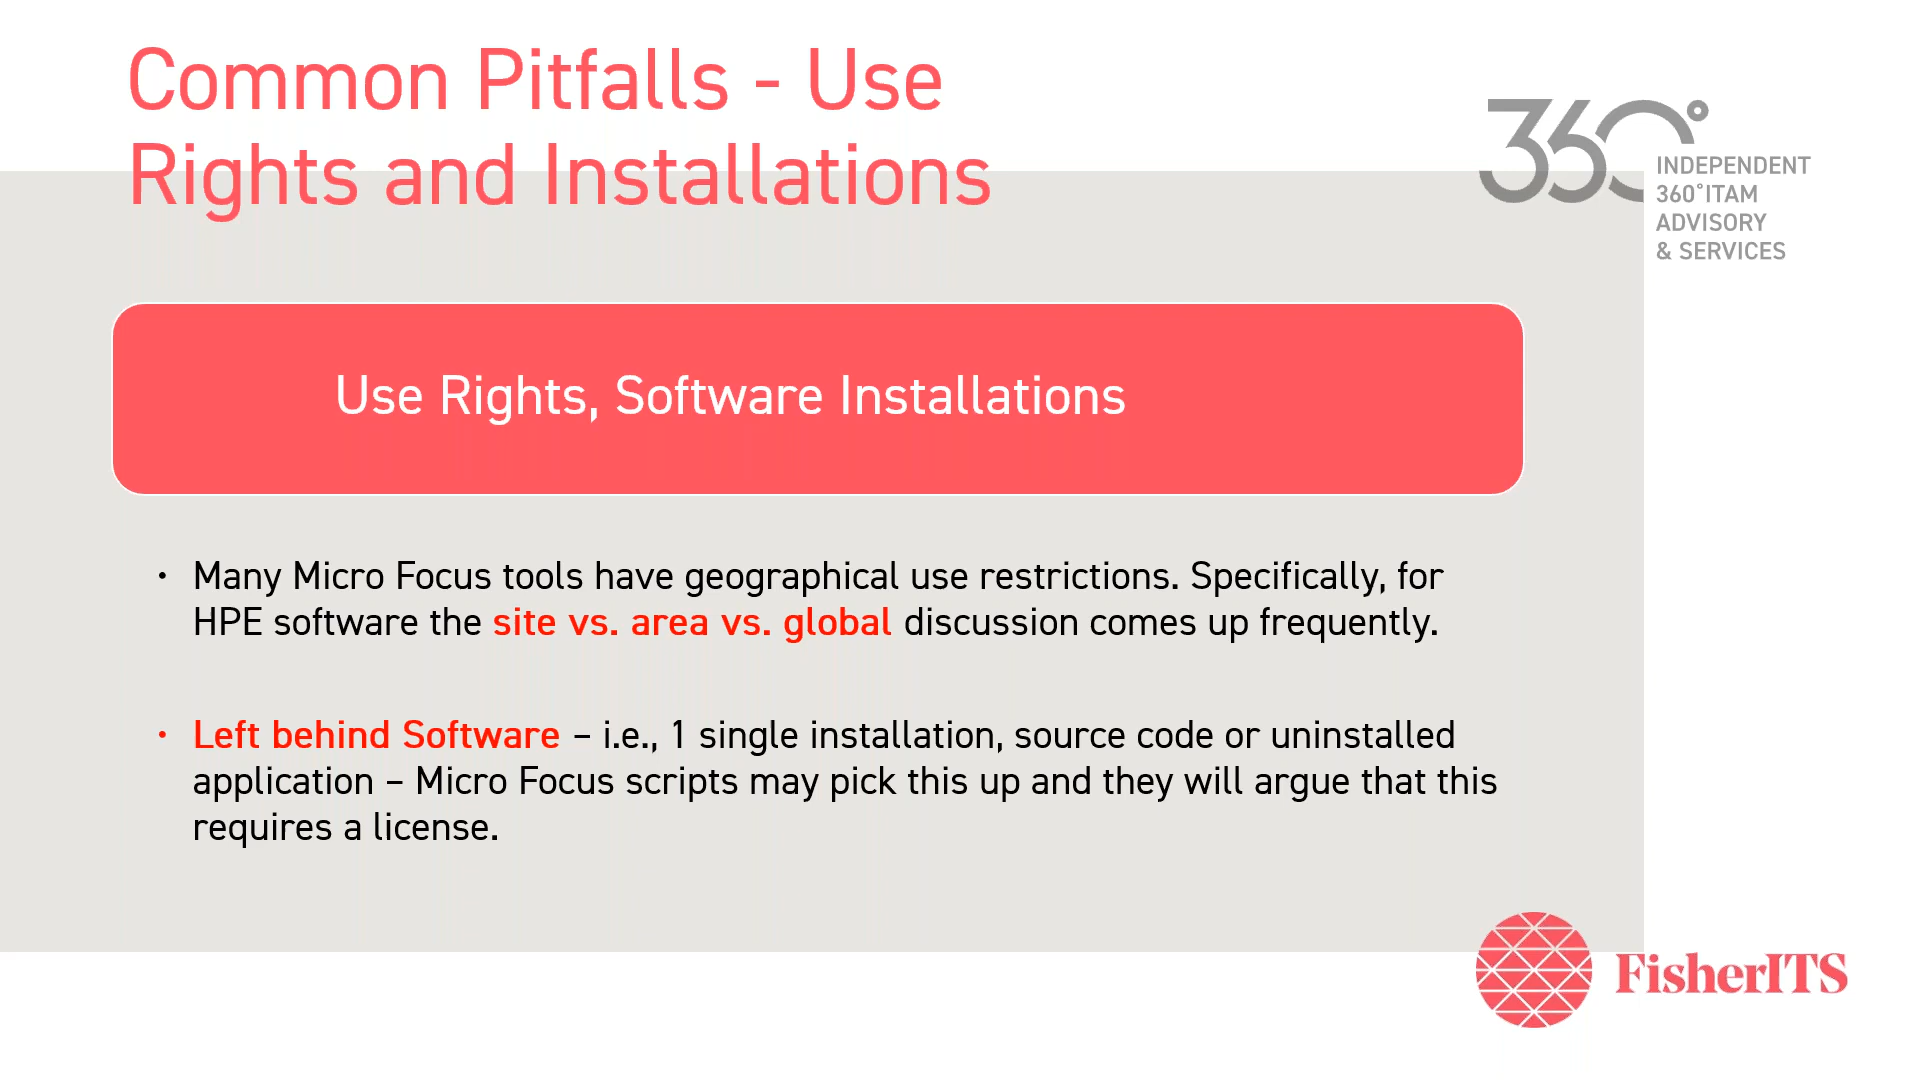 Common Pitfalls - Use
Rights and Installations
360°
INDEPENDENT
360°ITAM
ADVISORY
& SERVICES
Use Rights, Software Installations
• Many Micro Focus tools have geographical use restrictions. Specifically, for
HPE software the site vs. area vs. global discussion comes up frequently.
• Left behind Software – i.e., 1 single installation, source code or uninstalled
application – Micro Focus scripts may pick this up and they will argue that this
requires a license.
FisherITS